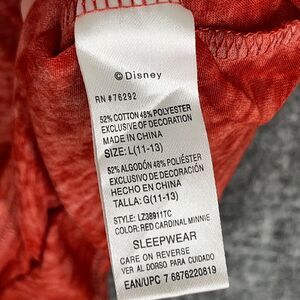 ©Disney
RN #76292
52% COTTON 48% POLYESTER
EXCLUSIVE OF DECORATION
MADE IN CHINA
SIZE: L(11-13)
52% ALGODÓN 48% POLIÉSTER
EXCLUSIVO DE DECORACIÓN
HECHO EN CHINA
TALLA: G(11-13)
STYLE: LZ38911TC
COLOR: RED CARDINAL MINNIE
SLEEPWEAR
CARE ON REVERSE
VER AL DORSO PARA CUIDADO
EAN/UPC 7 6876220819